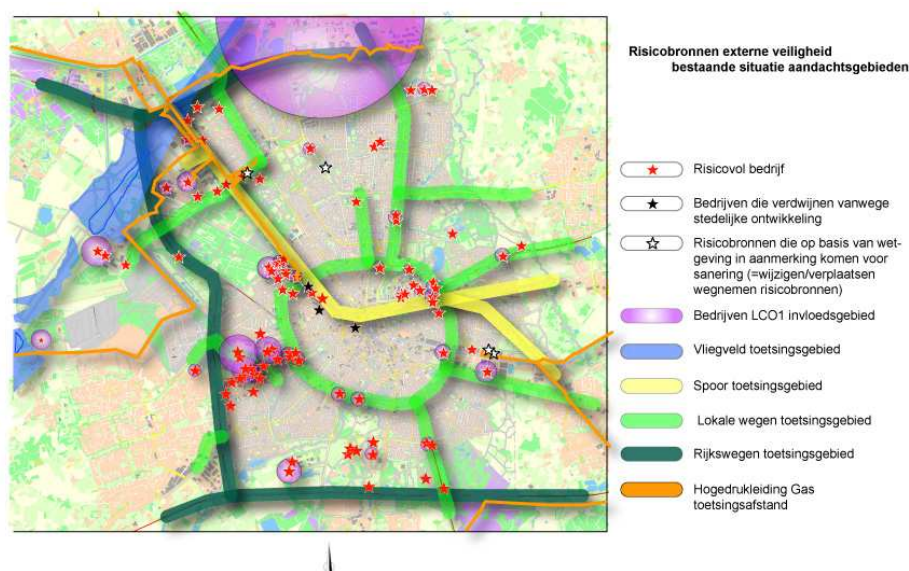 Risicobronnen externe veiligheid
bestaande situatie aandachtsgebieden
Risicovol bedrijf
Bedrijven die verdwijnen vanwege
stedelijke ontwikkeling
Risicobronnen die op basis van wet-
geving in aanmerking komen voor
sanering (=wijzigen/verplaatsen
wegnemen risicobronnen)
Bedrijven LCO1 invloedsgebied
Vliegveld toetsingsgebied
Spoor toetsingsgebied
Lokale wegen toetsingsgebied
Rijkswegen toetsingsgebied
Hogedrukleiding Gas
toetsingsafstand